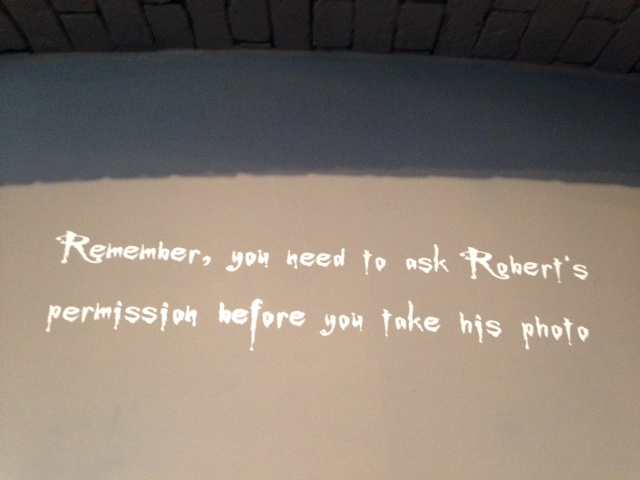 Remember, you need to ask Robert's
permission before you take his photo